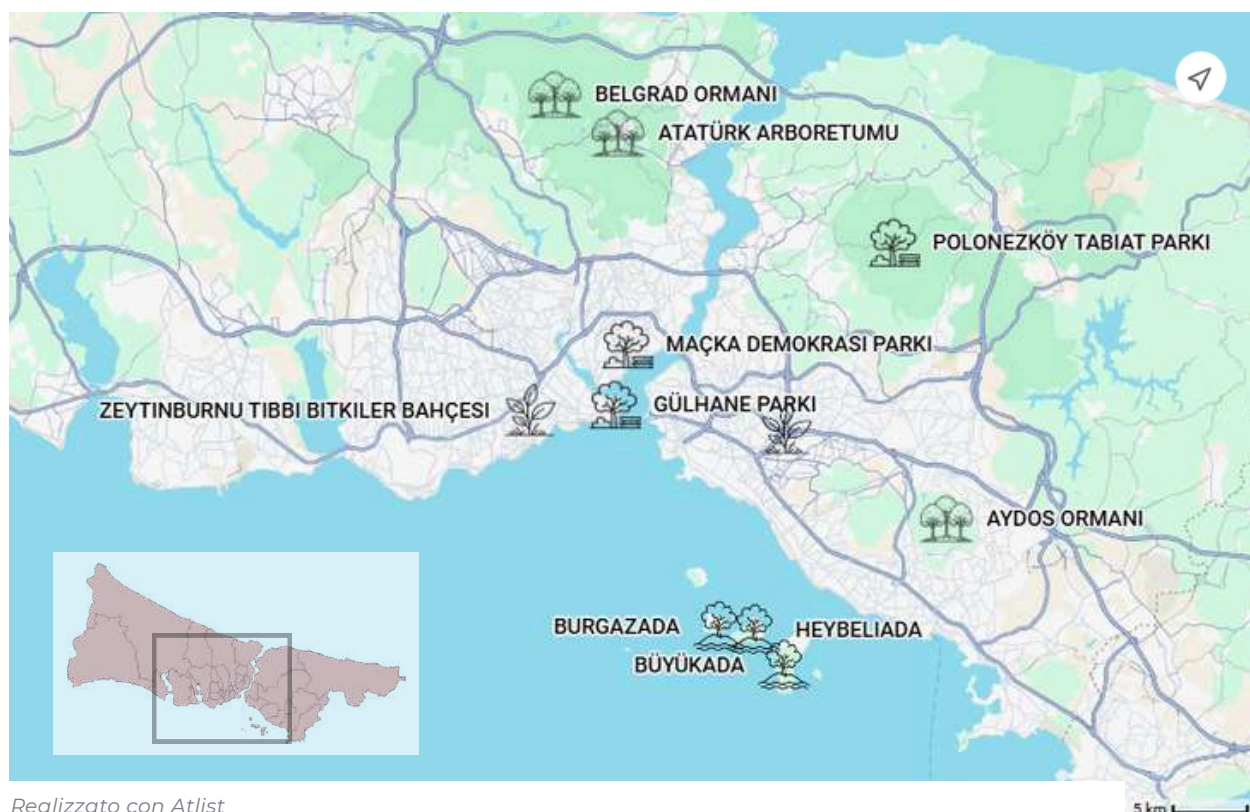 BELGRAD ORMANI
ATATÜRK ARBORETUMU
POLONEZKÖY TABIAT PARKI
MAÇKA DEMOKRASI PARKI
ZEYTINBURNU TIBBI BITKILER BAHÇESI
GÜLHANE PARKI
AYDOS ORMANI
BURGAZADA
HEYBELIADA
BÜYÜKADA
Realizzato con Atlist
5 km